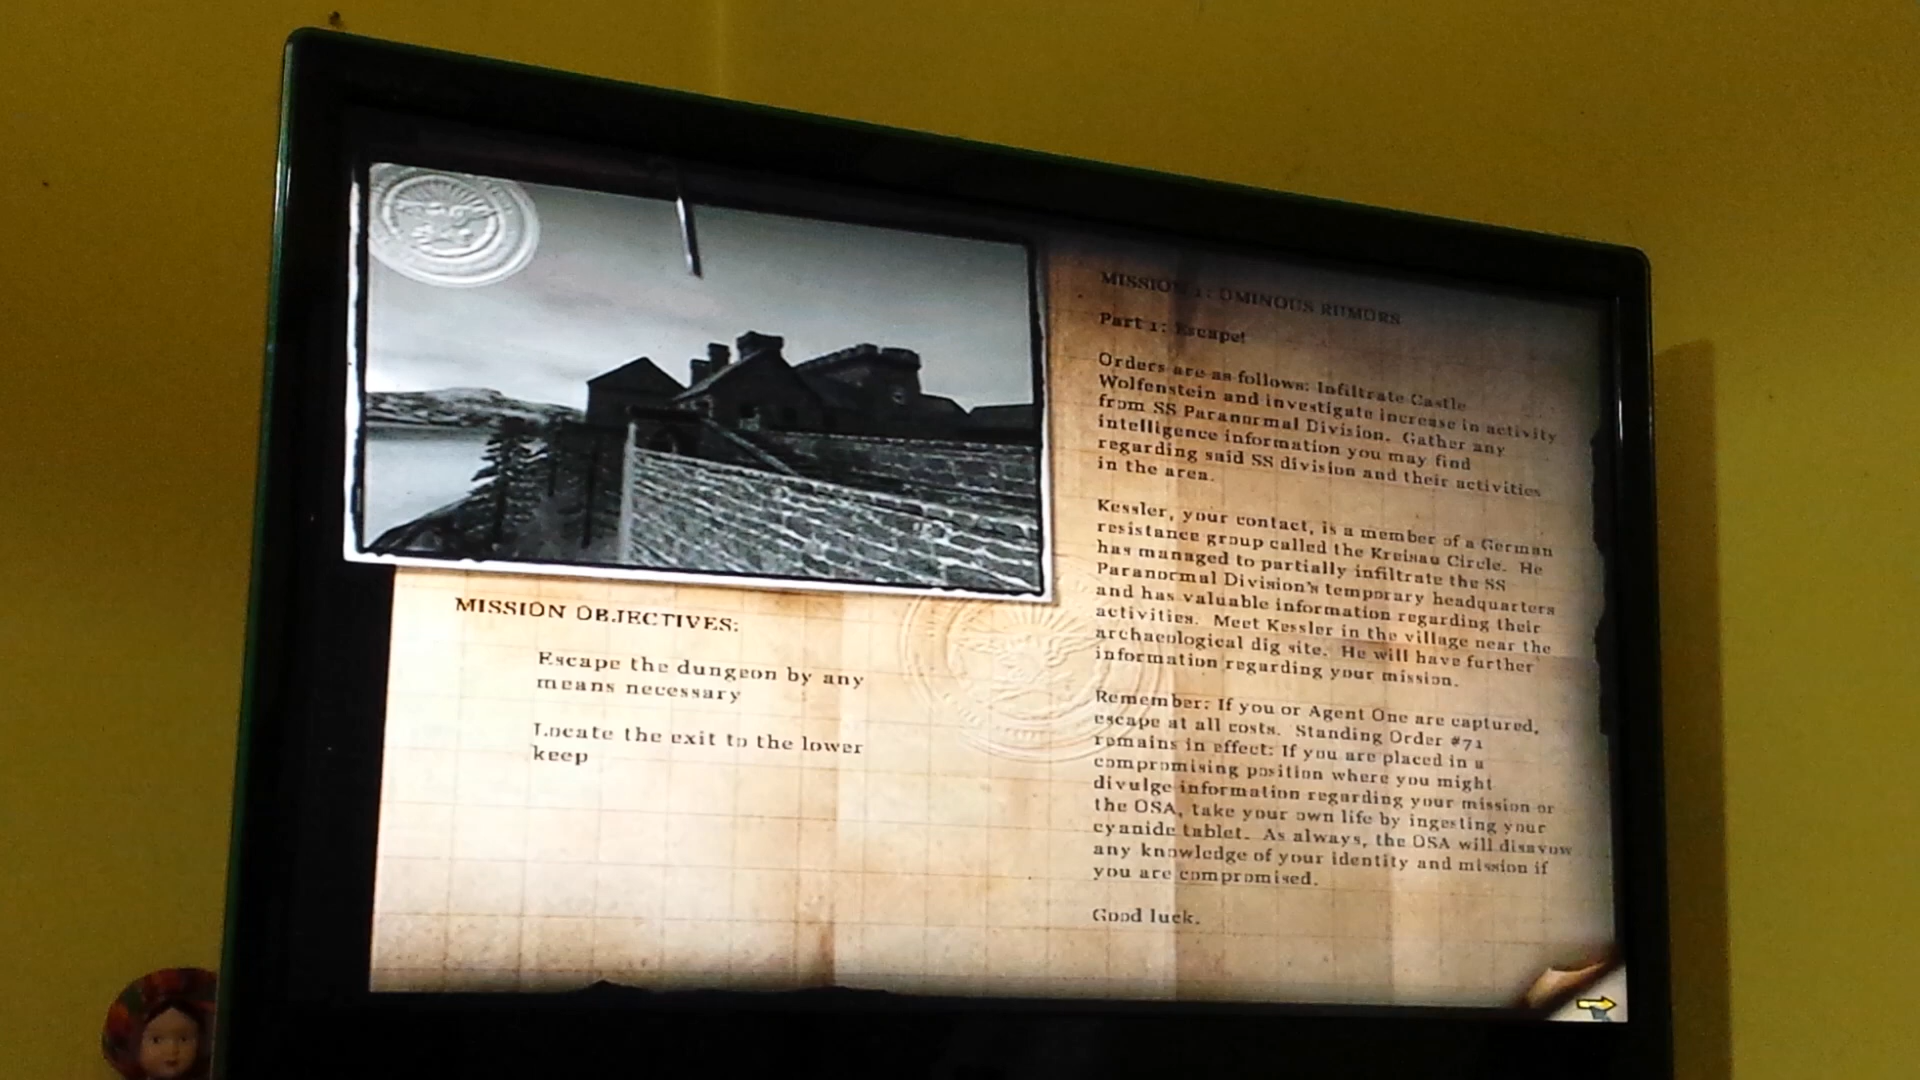 MISSION 1: OMINOUS RUMORS
Part 1: Escape!
Orders are as follows: Infiltrate Castle
Wolfenstein and investigate increase in activity
from SS Paranormal Division. Gather any
intelligence information you may find
regarding said SS division and their activities
in the area.
Kessler, your contact, is a member of a German
resistance group called the Kreisau Circle. He
has managed to partially infiltrate the SS
Paranormal Division's temporary headquarters
and has valuable information regarding their
activities. Meet Kessler in the village near the
archaeological dig site. He will have further
information regarding your mission.
Remember: If you or Agent One are captured,
escape at all costs. Standing Order #71
remains in effect: If you are placed in a
compromising position where you might
divulge information regarding your mission or
the OSA, take your own life by ingesting your
cyanide tablet. As always, the OSA will disavow
any knowledge of your identity and mission if
you are compromised.
Good luck.
MISSION OBJECTIVES:
Escape the dungeon by any
means necessary
Locate the exit to the lower
keep